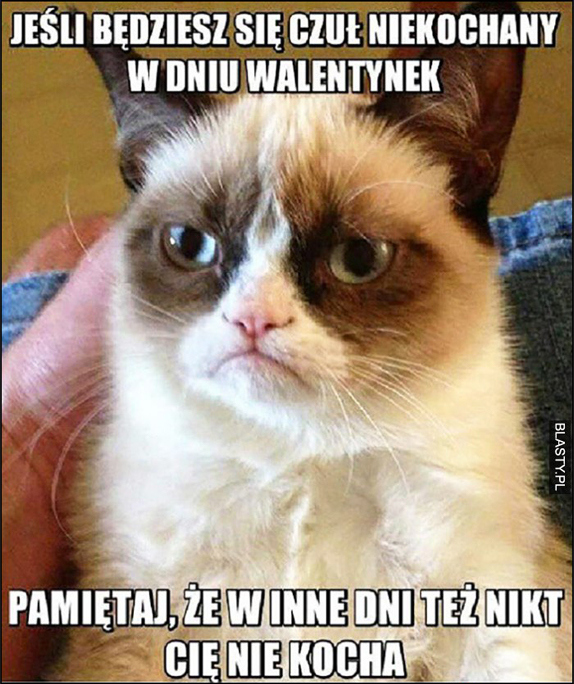 JEŚLI BĘDZIESZ SIĘ CZUŁ NIEKOCHANY
W DNIU WALENTYNEK
BLASTY.PL
PAMIĘTAJ, ŻE W INNE DNI TEŻ NIKT
CIĘ NIE KOCHA